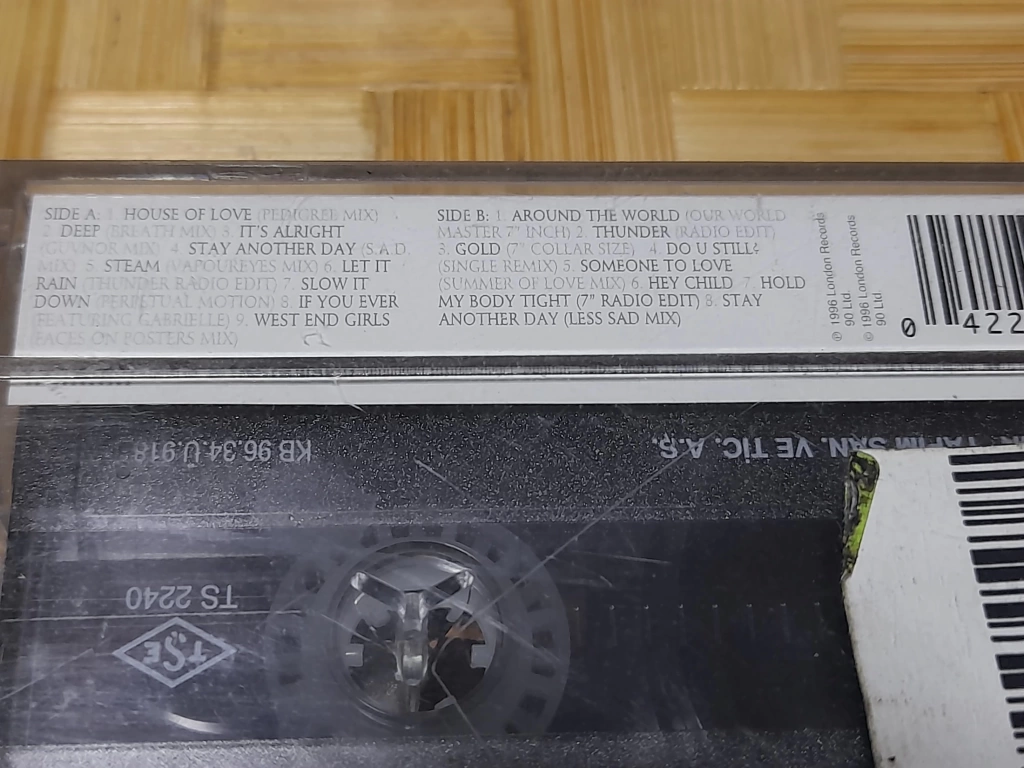 SIDE A: 1. HOUSE OF LOVE (PEDIGREE MIX)
2. DEEP (BREATH MIX) 3. IT'S ALRIGHT
(GUVNOR MIX) 4. STAY ANOTHER DAY (S.A.D.
MIX) 5. STEAM (VAPOUREYES MIX) 6. LET IT
RAIN (THUNDER RADIO EDIT) 7. SLOW IT
DOWN (PERPETUAL MOTION) 8. IF YOU EVER
(FEATURING GABRIELLE) 9. WEST END GIRLS
(FACES ON POSTERS MIX)
SIDE B: 1. AROUND THE WORLD (OUR WORLD
MASTER 7" INCH) 2. THUNDER (RADIO EDIT)
3. GOLD (7" COLLAR SIZE) 4. DO U STILL?
(SINGLE REMIX) 5. SOMEONE TO LOVE
(SUMMER OF LOVE MIX) 6. HEY CHILD 7. HOLD
MY BODY TIGHT (7" RADIO EDIT) 8. STAY
ANOTHER DAY (LESS SAD MIX)
℗ 1996 London Records
90 Ltd.
© 1996 London Records
90 Ltd.
0 422
KB 96.34.Ü.918
SAN. VE TİC. A.Ş.
TS 2240
TSE